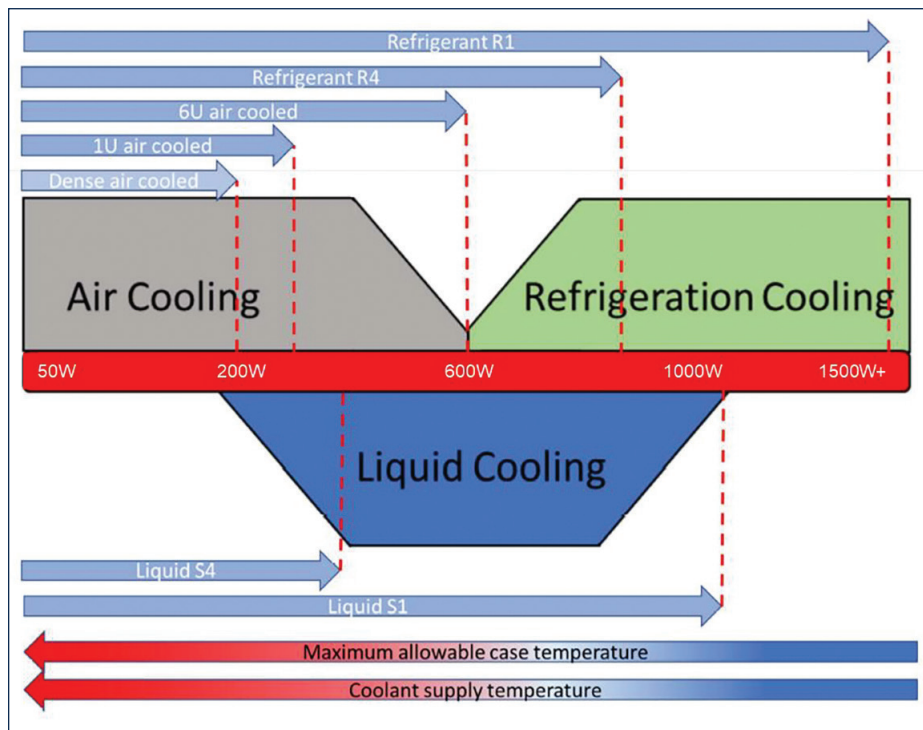 Refrigerant R1
Refrigerant R4
6U air cooled
1U air cooled
Dense air cooled
Air Cooling
Refrigeration Cooling
50W 200W 600W 1000W 1500W+
Liquid Cooling
Liquid S4
Liquid S1
Maximum allowable case temperature
Coolant supply temperature